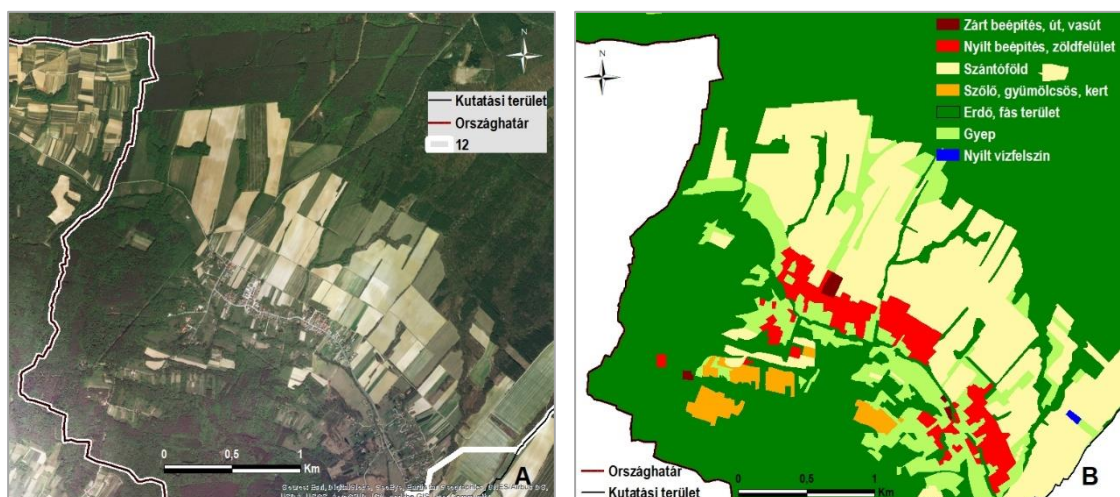 N
Kutatási terület
Országhatár
12
0 0,5 1
Km
A
N
Zárt beépítés, út, vasút
Nyílt beépítés, zöldfelület
Szántóföld
Szőlő, gyümölcsös, kert
Erdő, fás terület
Gyep
Nyílt vízfelszín
Országhatár
Kutatási terület
0 0,5 1
Km
B